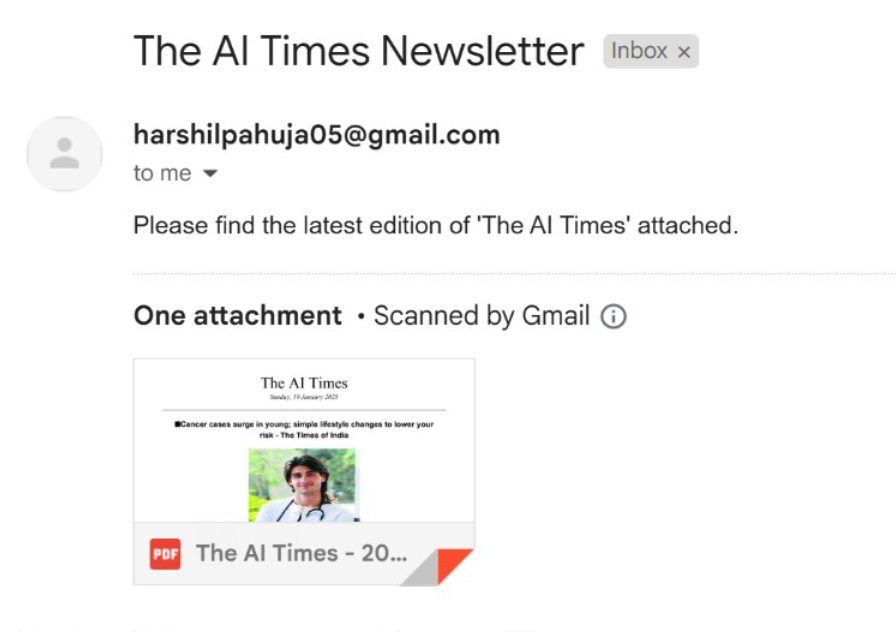 The AI Times Newsletter Inbox ×
harshilpahuja05@gmail.com
to me
Please find the latest edition of 'The AI Times' attached.
One attachment • Scanned by Gmail
The AI Times
Sunday, 19 January 2025
■Cancer cases surge in young; simple lifestyle changes to lower your
risk - The Times of India
PDF The AI Times - 20...